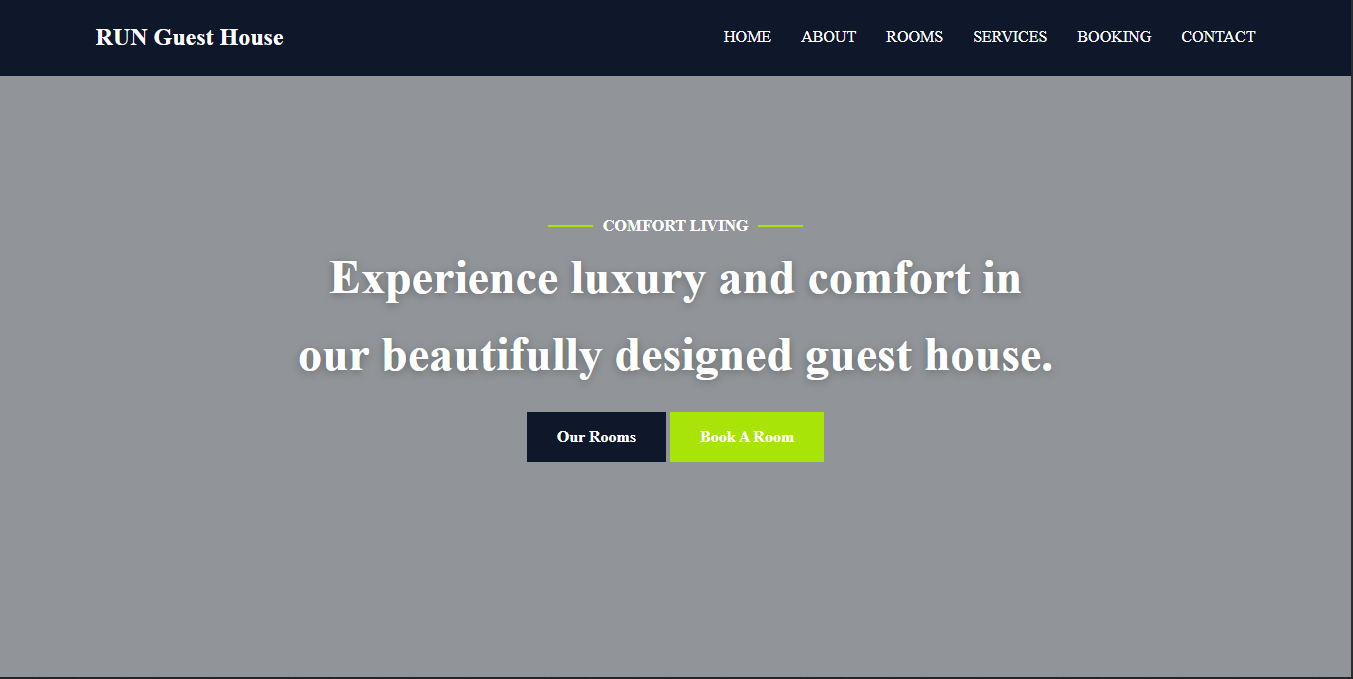 RUN Guest House
HOME ABOUT ROOMS SERVICES BOOKING CONTACT
COMFORT LIVING
Experience luxury and comfort in
our beautifully designed guest house.
Our Rooms
Book A Room